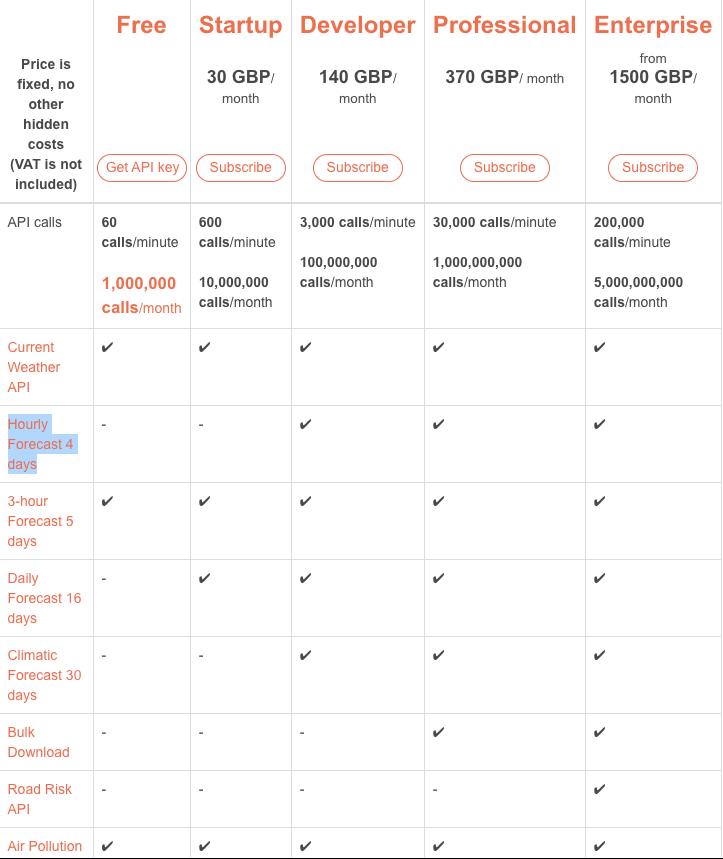 Free Startup Developer Professional Enterprise
Price is
fixed, no
other
hidden
costs
(VAT is not
included)
30 GBP/
month
140 GBP/
month
370 GBP/ month
from
1500 GBP/
month
Get API key Subscribe Subscribe Subscribe Subscribe
API calls
60
calls/minute
1,000,000
calls/month
600
calls/minute
10,000,000
calls/month
3,000 calls/minute
100,000,000
calls/month
30,000 calls/minute
1,000,000,000
calls/month
200,000
calls/minute
5,000,000,000
calls/month
Current
Weather
API
✔ ✔ ✔ ✔ ✔
Hourly
Forecast 4
days
- - ✔ ✔ ✔
3-hour
Forecast 5
days
✔ ✔ ✔ ✔ ✔
Daily
Forecast 16
days
- ✔ ✔ ✔ ✔
Climatic
Forecast 30
days
- - ✔ ✔ ✔
Bulk
Download
- - - ✔ ✔
Road Risk
API
- - - - ✔
Air Pollution ✔ ✔ ✔ ✔ ✔